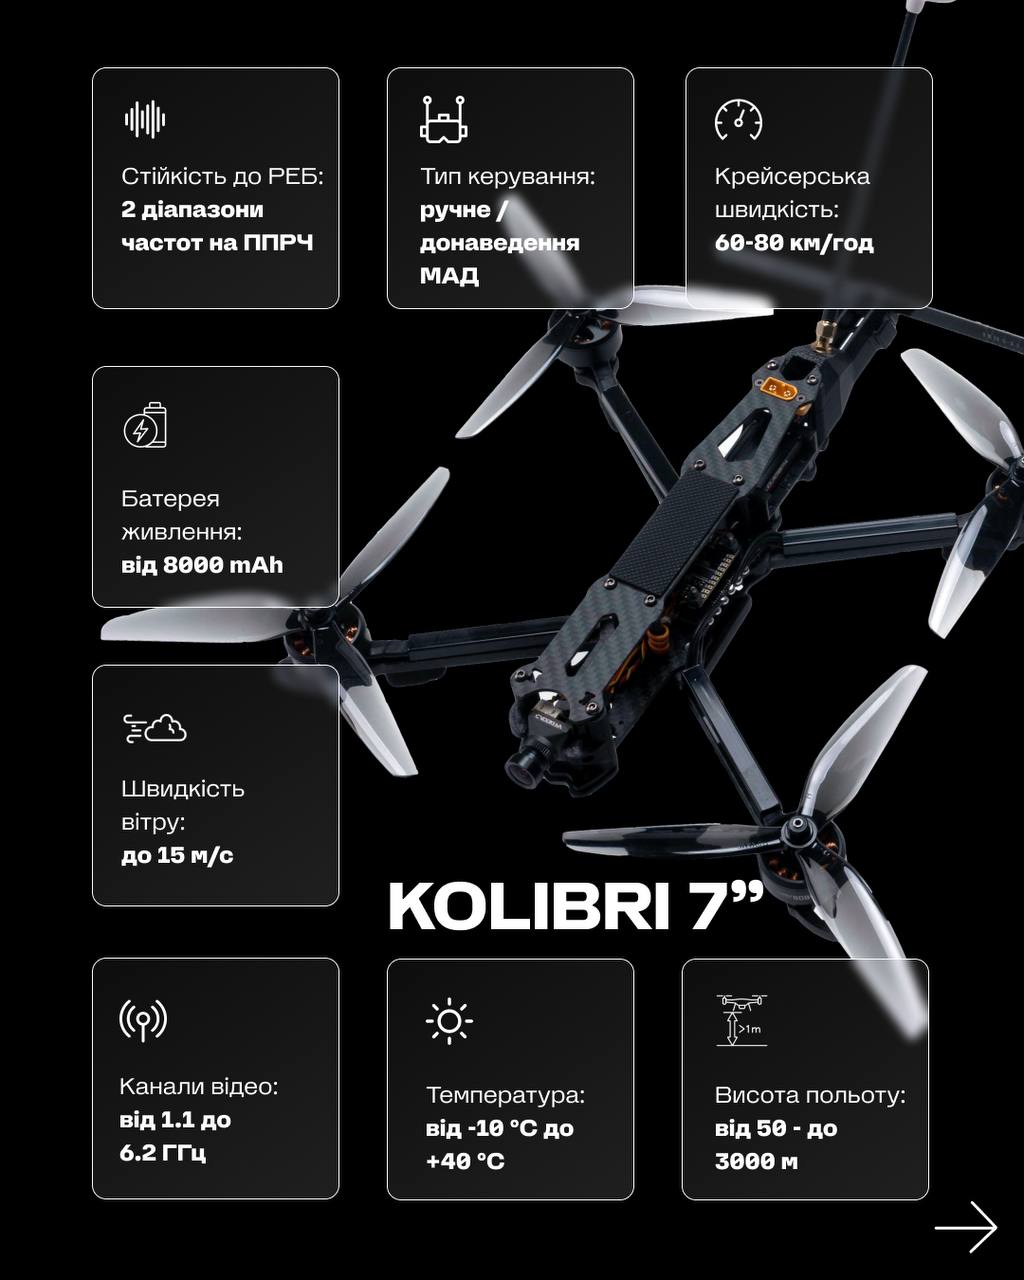 Стійкість до РЕБ:
2 діапазони
частот на ППРЧ
Тип керування:
ручне /
донаведення
МАД
Крейсерська
швидкість:
60-80 км/год
Батерея
живлення:
від 8000 mAh
Швидкість
вітру:
до 15 м/с
KOLIBRI 7”
Канали відео:
від 1.1 до
6.2 ГГц
Температура:
від -10 °C до
+40 °C
>1m
Висота польоту:
від 50 - до
3000 м